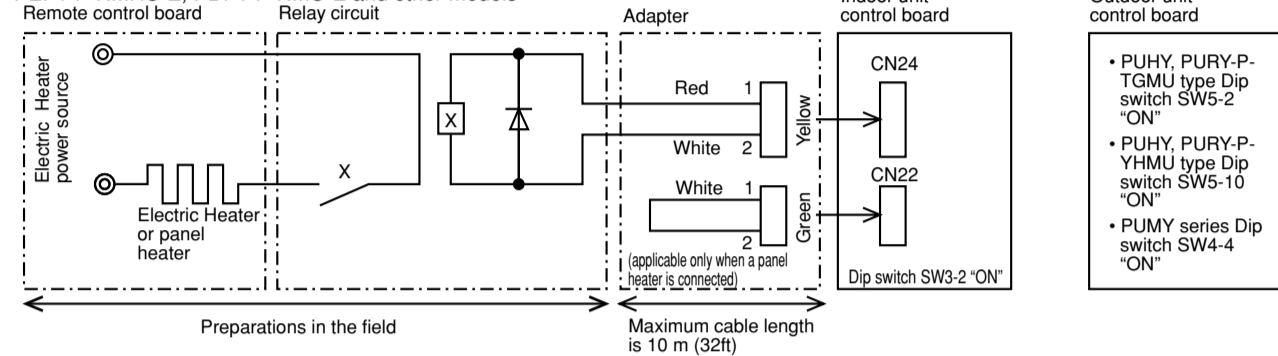 Remote control board
Relay circuit
Adapter
control board
control board
Electric Heater
power source
X
X
Electric Heater
or panel
heater
Red 1
White 2
Yellow
White 1
2
Green
(applicable only when a panel
heater is connected)
CN24
CN22
Dip switch SW3-2 “ON”
• PUHY, PURY-P-
TGMU type Dip
switch SW5-2
“ON”
• PUHY, PURY-P-
YHMU type Dip
switch SW5-10
“ON”
• PUMY series Dip
switch SW4-4
“ON”
Preparations in the field
Maximum cable length
is 10 m (32ft)